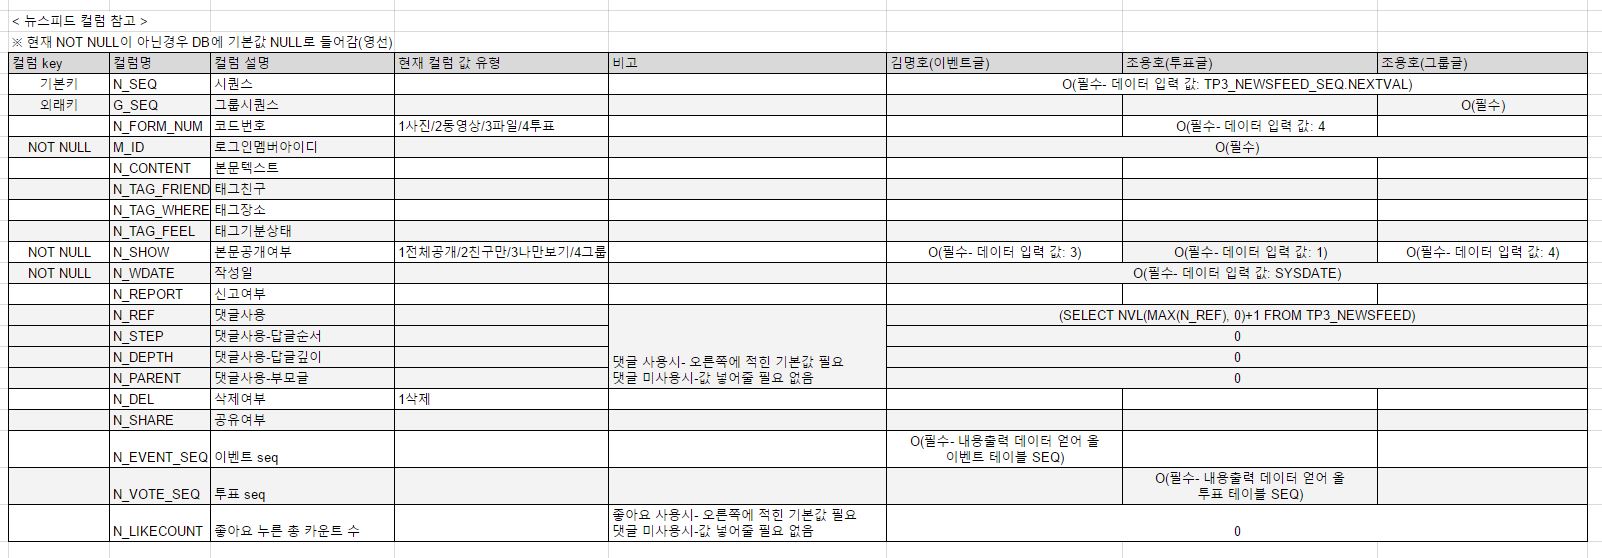 < 뉴스피드 컬럼 참고 >
※ 현재 NOT NULL이 아닌경우 DB에 기본값 NULL로 들어감(영선)
컬럼 key 컬럼명 컬럼 설명 현재 컬럼 값 유형 비고 김명호(이벤트글) 조용호(투표글) 조용호(그룹글)
기본키 N_SEQ 시퀀스 O(필수- 데이터 입력 값: TP3_NEWSFEED_SEQ.NEXTVAL)
외래키 G_SEQ 그룹시퀀스 O(필수)
N_FORM_NUM 코드번호 1사진/2동영상/3파일/4투표 O(필수- 데이터 입력 값: 4
NOT NULL M_ID 로그인멤버아이디 O(필수)
N_CONTENT 본문텍스트
N_TAG_FRIEND 태그친구
N_TAG_WHERE 태그장소
N_TAG_FEEL 태그기분상태
NOT NULL N_SHOW 본문공개여부 1전체공개/2친구만/3나만보기/4그룹 O(필수- 데이터 입력 값: 3) O(필수- 데이터 입력 값: 1) O(필수- 데이터 입력 값: 4)
NOT NULL N_WDATE 작성일 O(필수- 데이터 입력 값: SYSDATE)
N_REPORT 신고여부
N_REF 댓글사용 (SELECT NVL(MAX(N_REF), 0)+1 FROM TP3_NEWSFEED)
N_STEP 댓글사용-답글순서 0
N_DEPTH 댓글사용-답글깊이 0
댓글 사용시- 오른쪽에 적힌 기본값 필요
댓글 미사용시-값 넣어줄 필요 없음
N_PARENT 댓글사용-부모글 0
N_DEL 삭제여부 1삭제
N_SHARE 공유여부
N_EVENT_SEQ 이벤트 seq O(필수- 내용출력 데이터 얻어 올
이벤트 테이블 SEQ)
N_VOTE_SEQ 투표 seq O(필수- 내용출력 데이터 얻어 올
투표 테이블 SEQ)
N_LIKECOUNT 좋아요 누른 총 카운트 수 좋아요 사용시- 오른쪽에 적힌 기본값 필요
댓글 미사용시-값 넣어줄 필요 없음 0